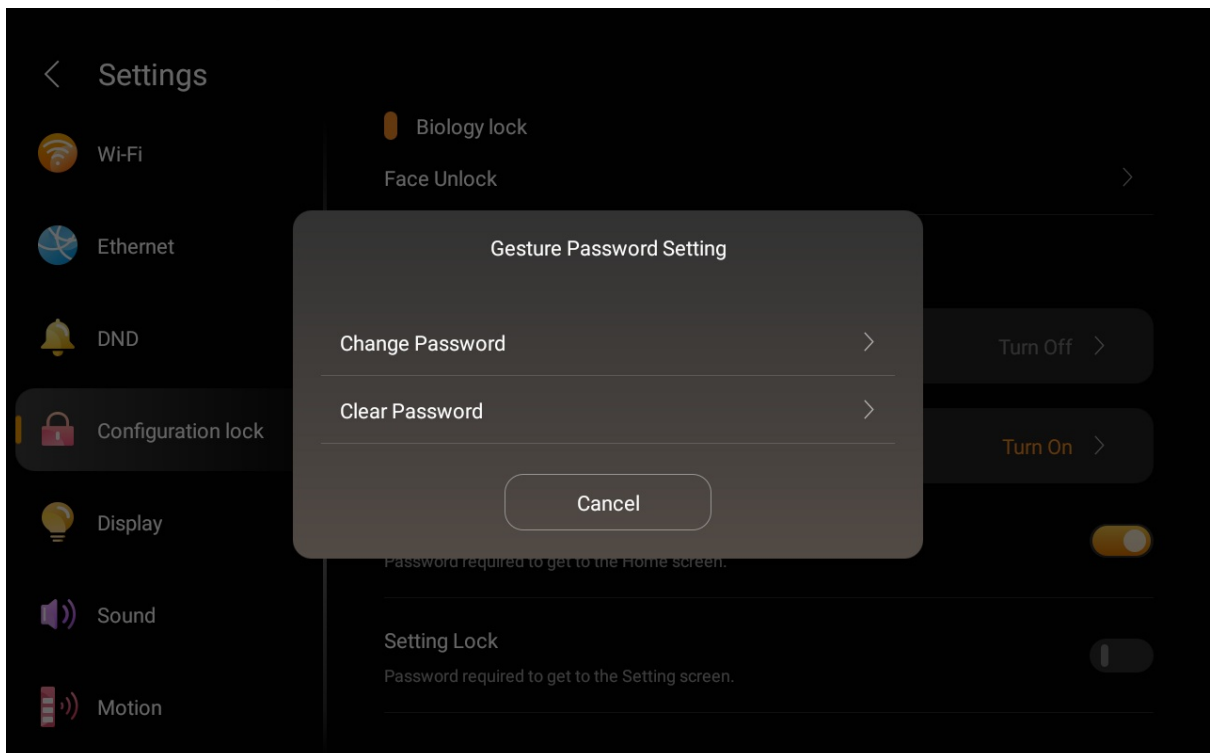 Settings
Wi-Fi
Ethernet
DND
Configuration lock
Display
Sound
Motion
Biology lock
Face Unlock
Gesture Password Setting
Change Password
Clear Password
Cancel
Turn Off
Turn On
Password required to get to the Home screen.
Setting Lock
Password required to get to the Setting screen.